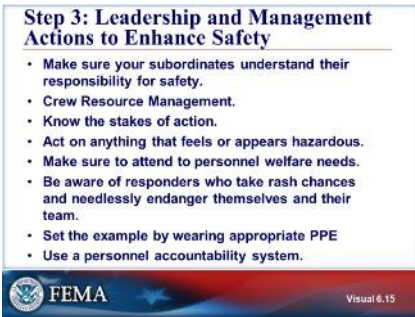 Step 3: Leadership and Management
Actions to Enhance Safety
• Make sure your subordinates understand their
responsibility for safety.
• Crew Resource Management.
• Know the stakes of action.
• Act on anything that feels or appears hazardous.
• Make sure to attend to personnel welfare needs.
• Be aware of responders who take rash chances
and needlessly endanger themselves and their
team.
• Set the example by wearing appropriate PPE
• Use a personnel accountability system.
FEMA
Visual 6.15